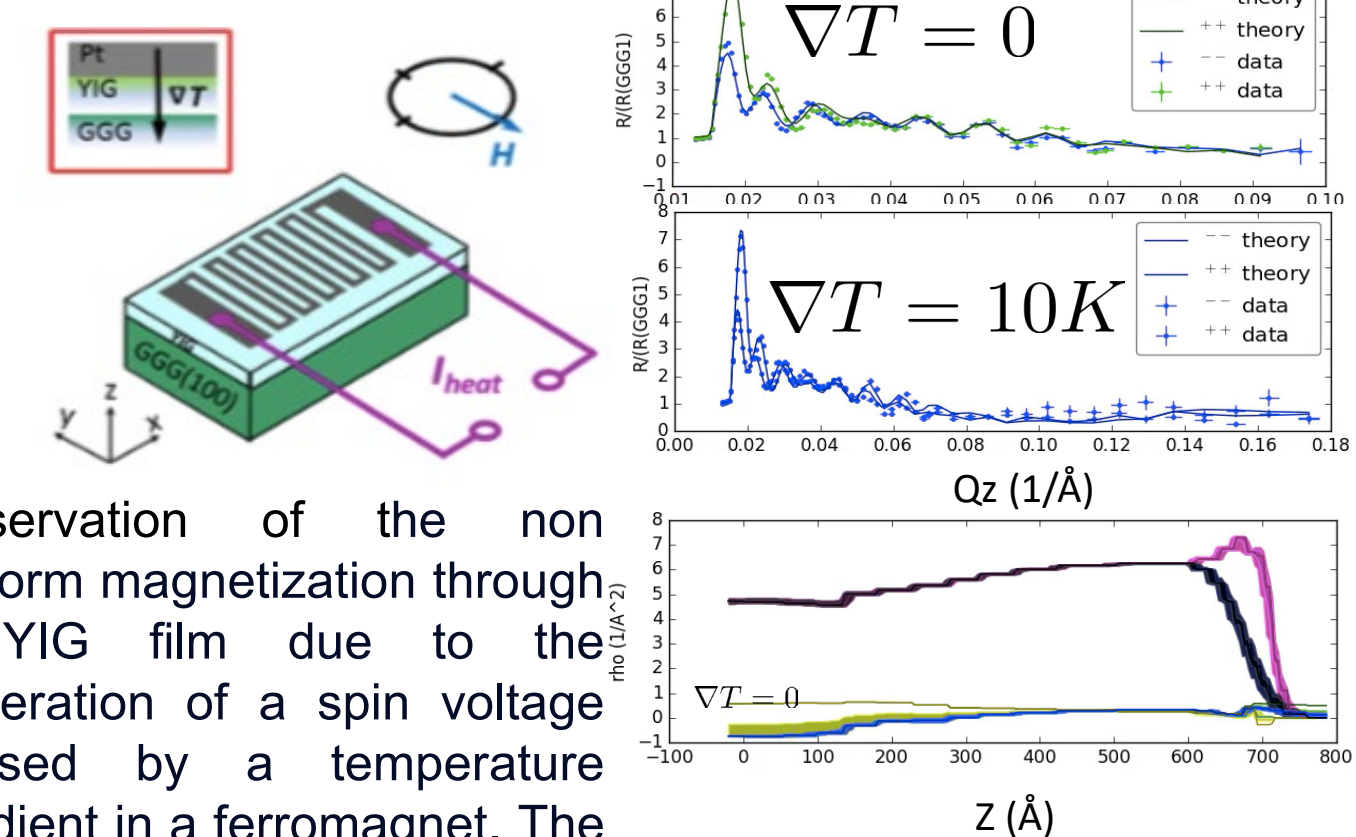 Pt
YIG
∇T
GGG
H
YIG
GGG(100)
I heat
z
y
x
servation of the non
orm magnetization through
YIG film due to the
eration of a spin voltage
sed by a temperature
dient in a ferromagnet. The
∇T = 0
theory
++ theory
-- data
++ data
R/(R(GGG1)
6
5
4
3
2
1
0
−1
0.01 0.02 0.03 0.04 0.05 0.06 0.07 0.08 0.09 0.10
∇T = 10K
-- theory
++ theory
-- data
++ data
R/(R(GGG1)
8
7
6
5
4
3
2
1
0
0.00 0.02 0.04 0.06 0.08 0.10 0.12 0.14 0.16 0.18
Qz (1/Å)
rho (1/A^2)
8
7
6
5
4
3
2
1
0
−1
∇T = 0
−100 0 100 200 300 400 500 600 700 800
Z (Å)